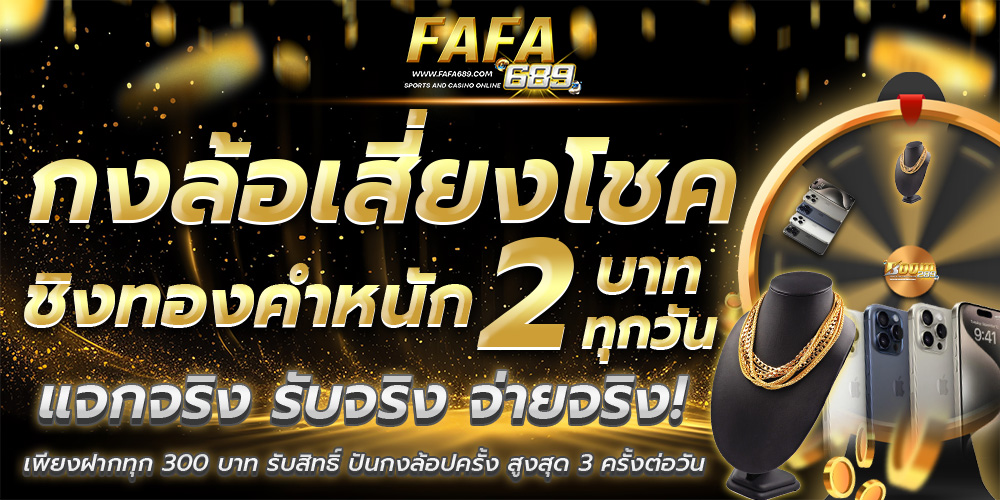 FAFA
689
WWW.FAFA689.COM
SPORTS AND CASINO ONLINE
กงล้อเสี่ยงโชค
ชิงทองคำหนัก 2 บาท
ทุกวัน
แจกจริง รับจริง จ่ายจริง!
เพียงฝากทุก 300 บาท รับสิทธิ์ ปันกงล้อปครั้ง สูงสุด 3 ครั้งต่อวัน
9:41